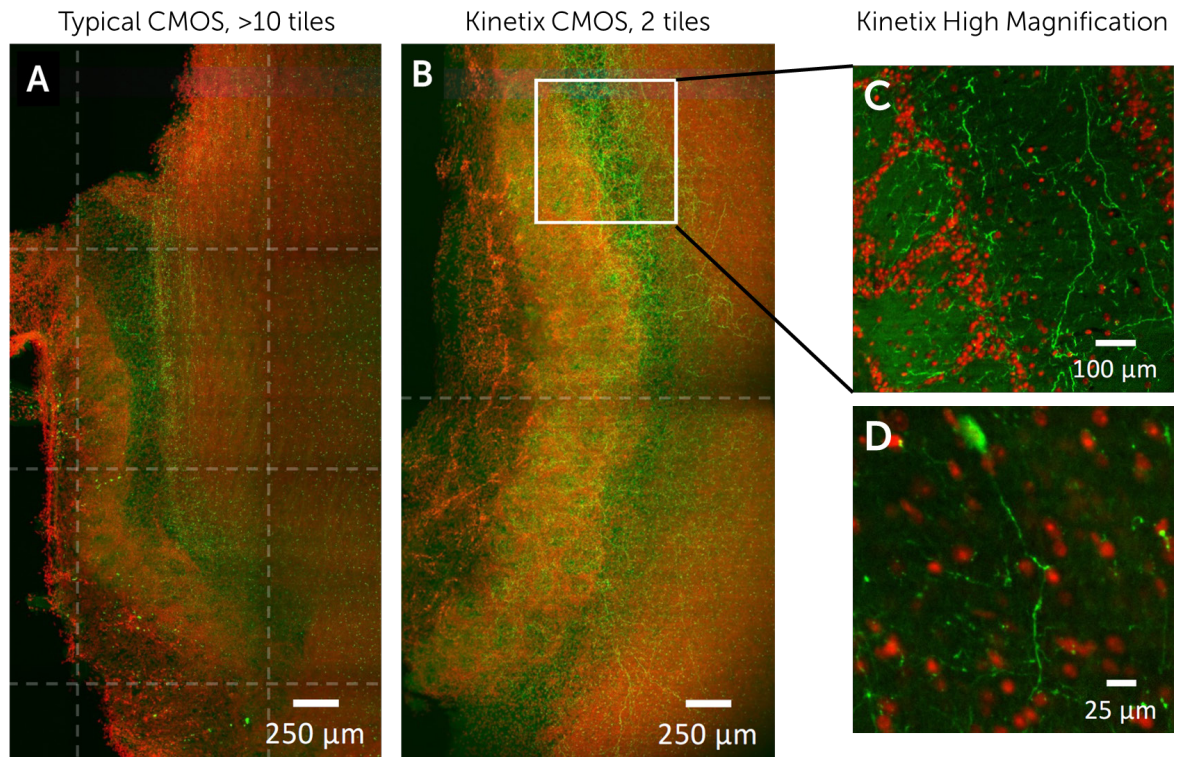 Typical CMOS, >10 tiles
Kinetix CMOS, 2 tiles
Kinetix High Magnification
A
B
C
D
250 µm
250 µm
100 µm
25 µm